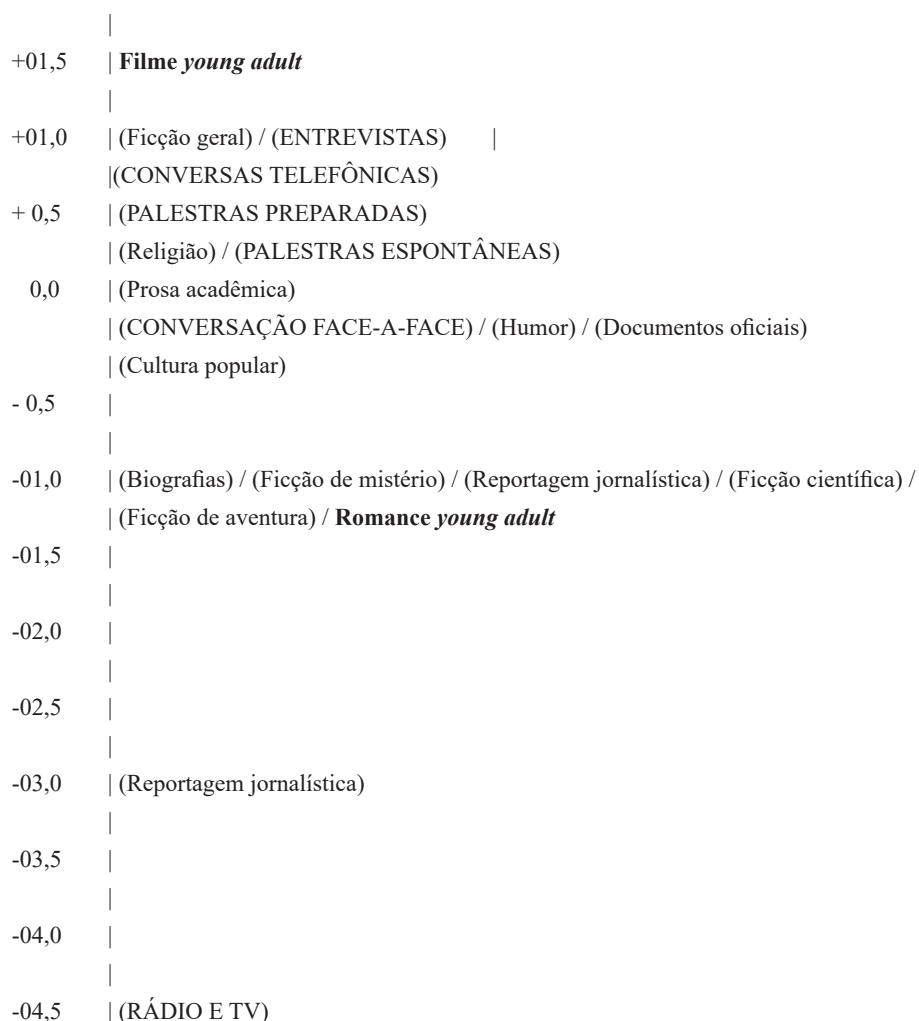 |
+01,5 | Filme young adult
|
+01,0 | (Ficção geral) / (ENTREVISTAS) |
|(CONVERSAS TELEFÔNICAS)
+ 0,5 | (PALESTRAS PREPARADAS)
| (Religião) / (PALESTRAS ESPONTÂNEAS)
0,0 | (Prosa acadêmica)
| (CONVERSAÇÃO FACE-A-FACE) / (Humor) / (Documentos oficiais)
| (Cultura popular)
- 0,5 |
|
-01,0 | (Biografias) / (Ficção de mistério) / (Reportagem jornalística) / (Ficção científica) /
| (Ficção de aventura) / Romance young adult
-01,5 |
|
-02,0 |
|
-02,5 |
|
-03,0 | (Reportagem jornalística)
|
-03,5 |
|
-04,0 |
|
-04,5 | (RÁDIO E TV)